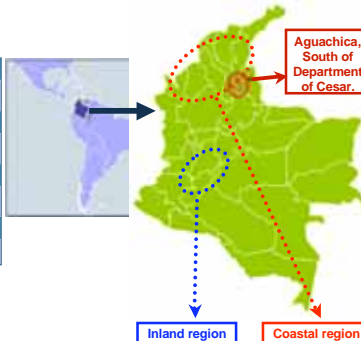 Aguachica,
South of
Department
of Cesar.
Inland region
Coastal region